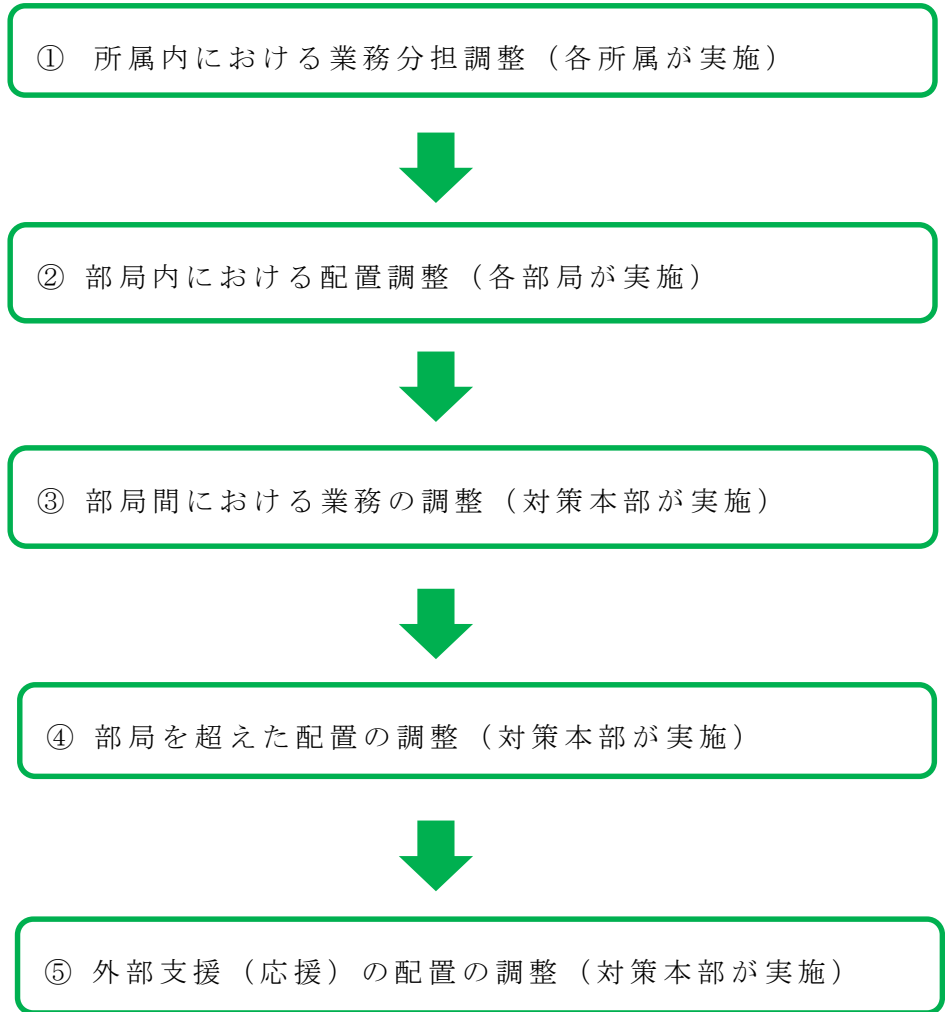 ① 所属内における業務分担調整（各所属が実施）
② 部局内における配置調整（各部局が実施）
③ 部局間における業務の調整（対策本部が実施）
④ 部局を超えた配置の調整（対策本部が実施）
⑤ 外部支援（応援）の配置の調整（対策本部が実施）